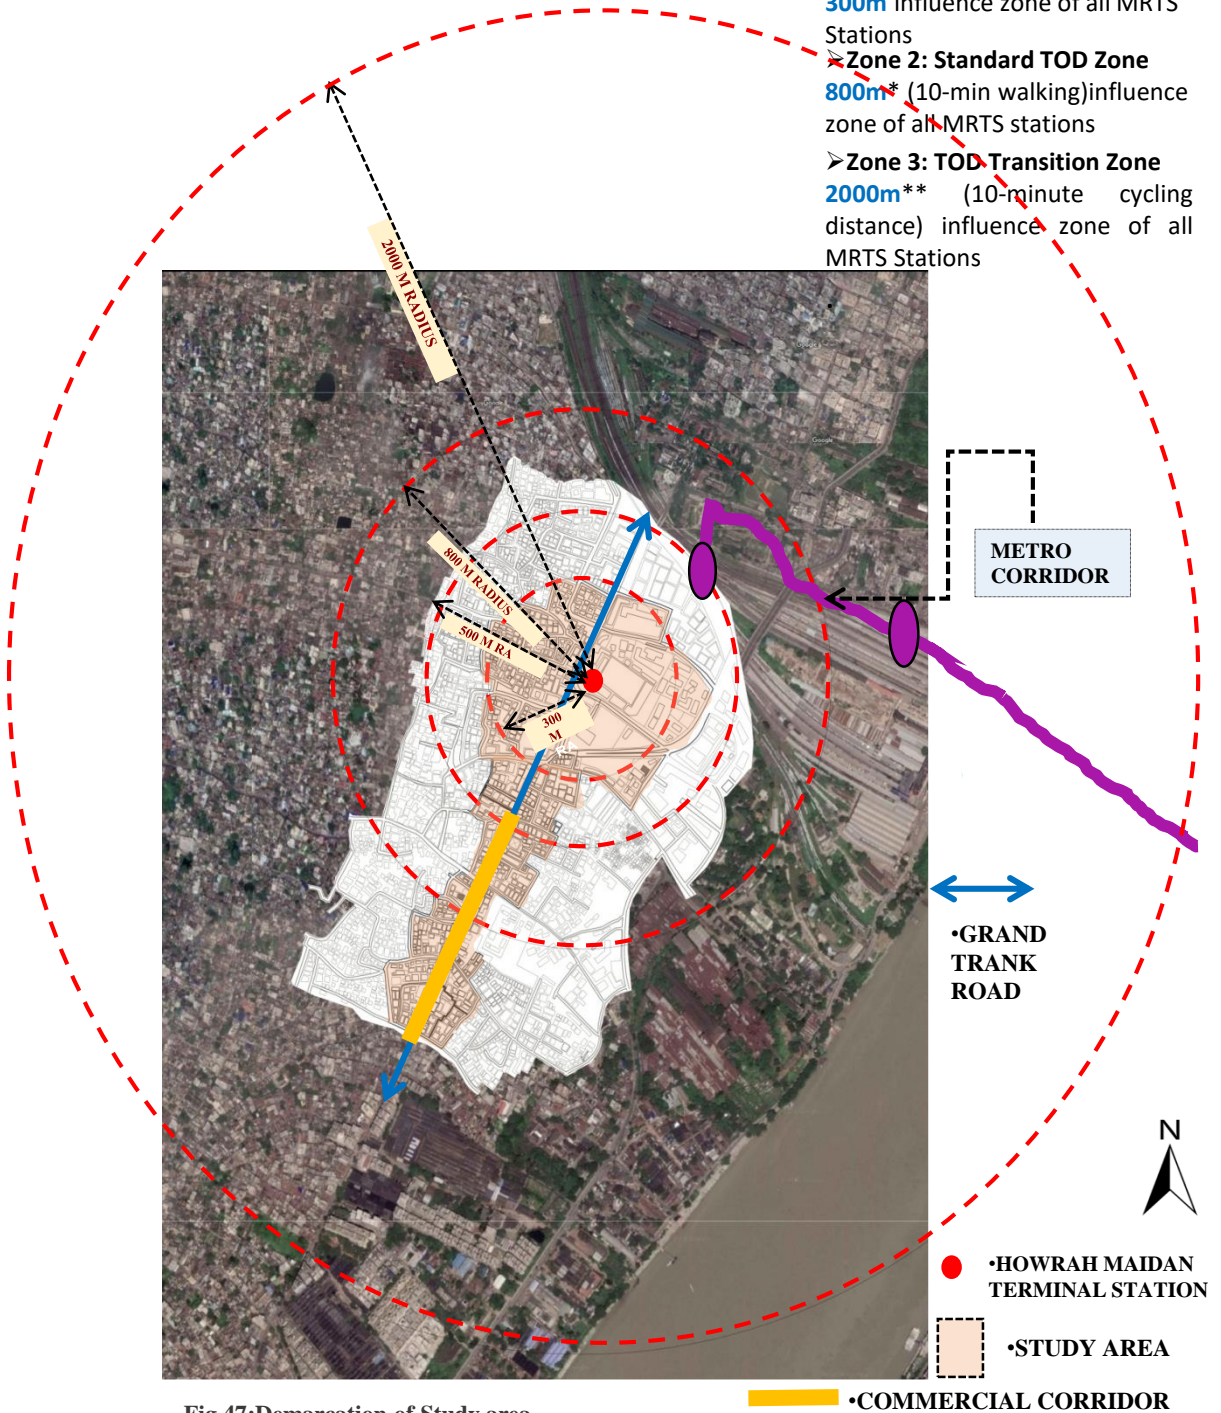 300m influence zone of all MRTS
Stations
➢Zone 2: Standard TOD Zone
800m* (10-min walking)influence
zone of all MRTS stations
➢Zone 3: TOD Transition Zone
2000m** (10-minute cycling
distance) influence zone of all
MRTS Stations
2000 M RADIUS
Google
Google
METRO
CORRIDOR
800 M RADIUS
500 M RA
300
M
RA
•GRAND
TRANK
ROAD
N
•HOWRAH MAIDAN
TERMINAL STATION
•STUDY AREA
•COMMERCIAL CORRIDOR
Fig 47:Demarcation of Study area